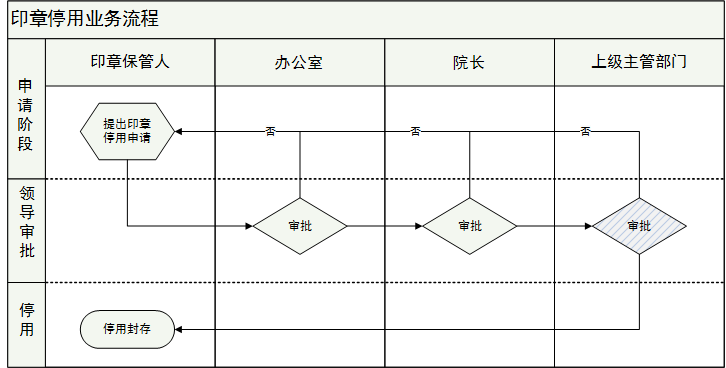 印章停用业务流程
印章保管人
办公室
院长
上级主管部门
申请阶段
提出印章
停用申请
否
否
否
领导审批
审批
审批
审批
停用
停用封存